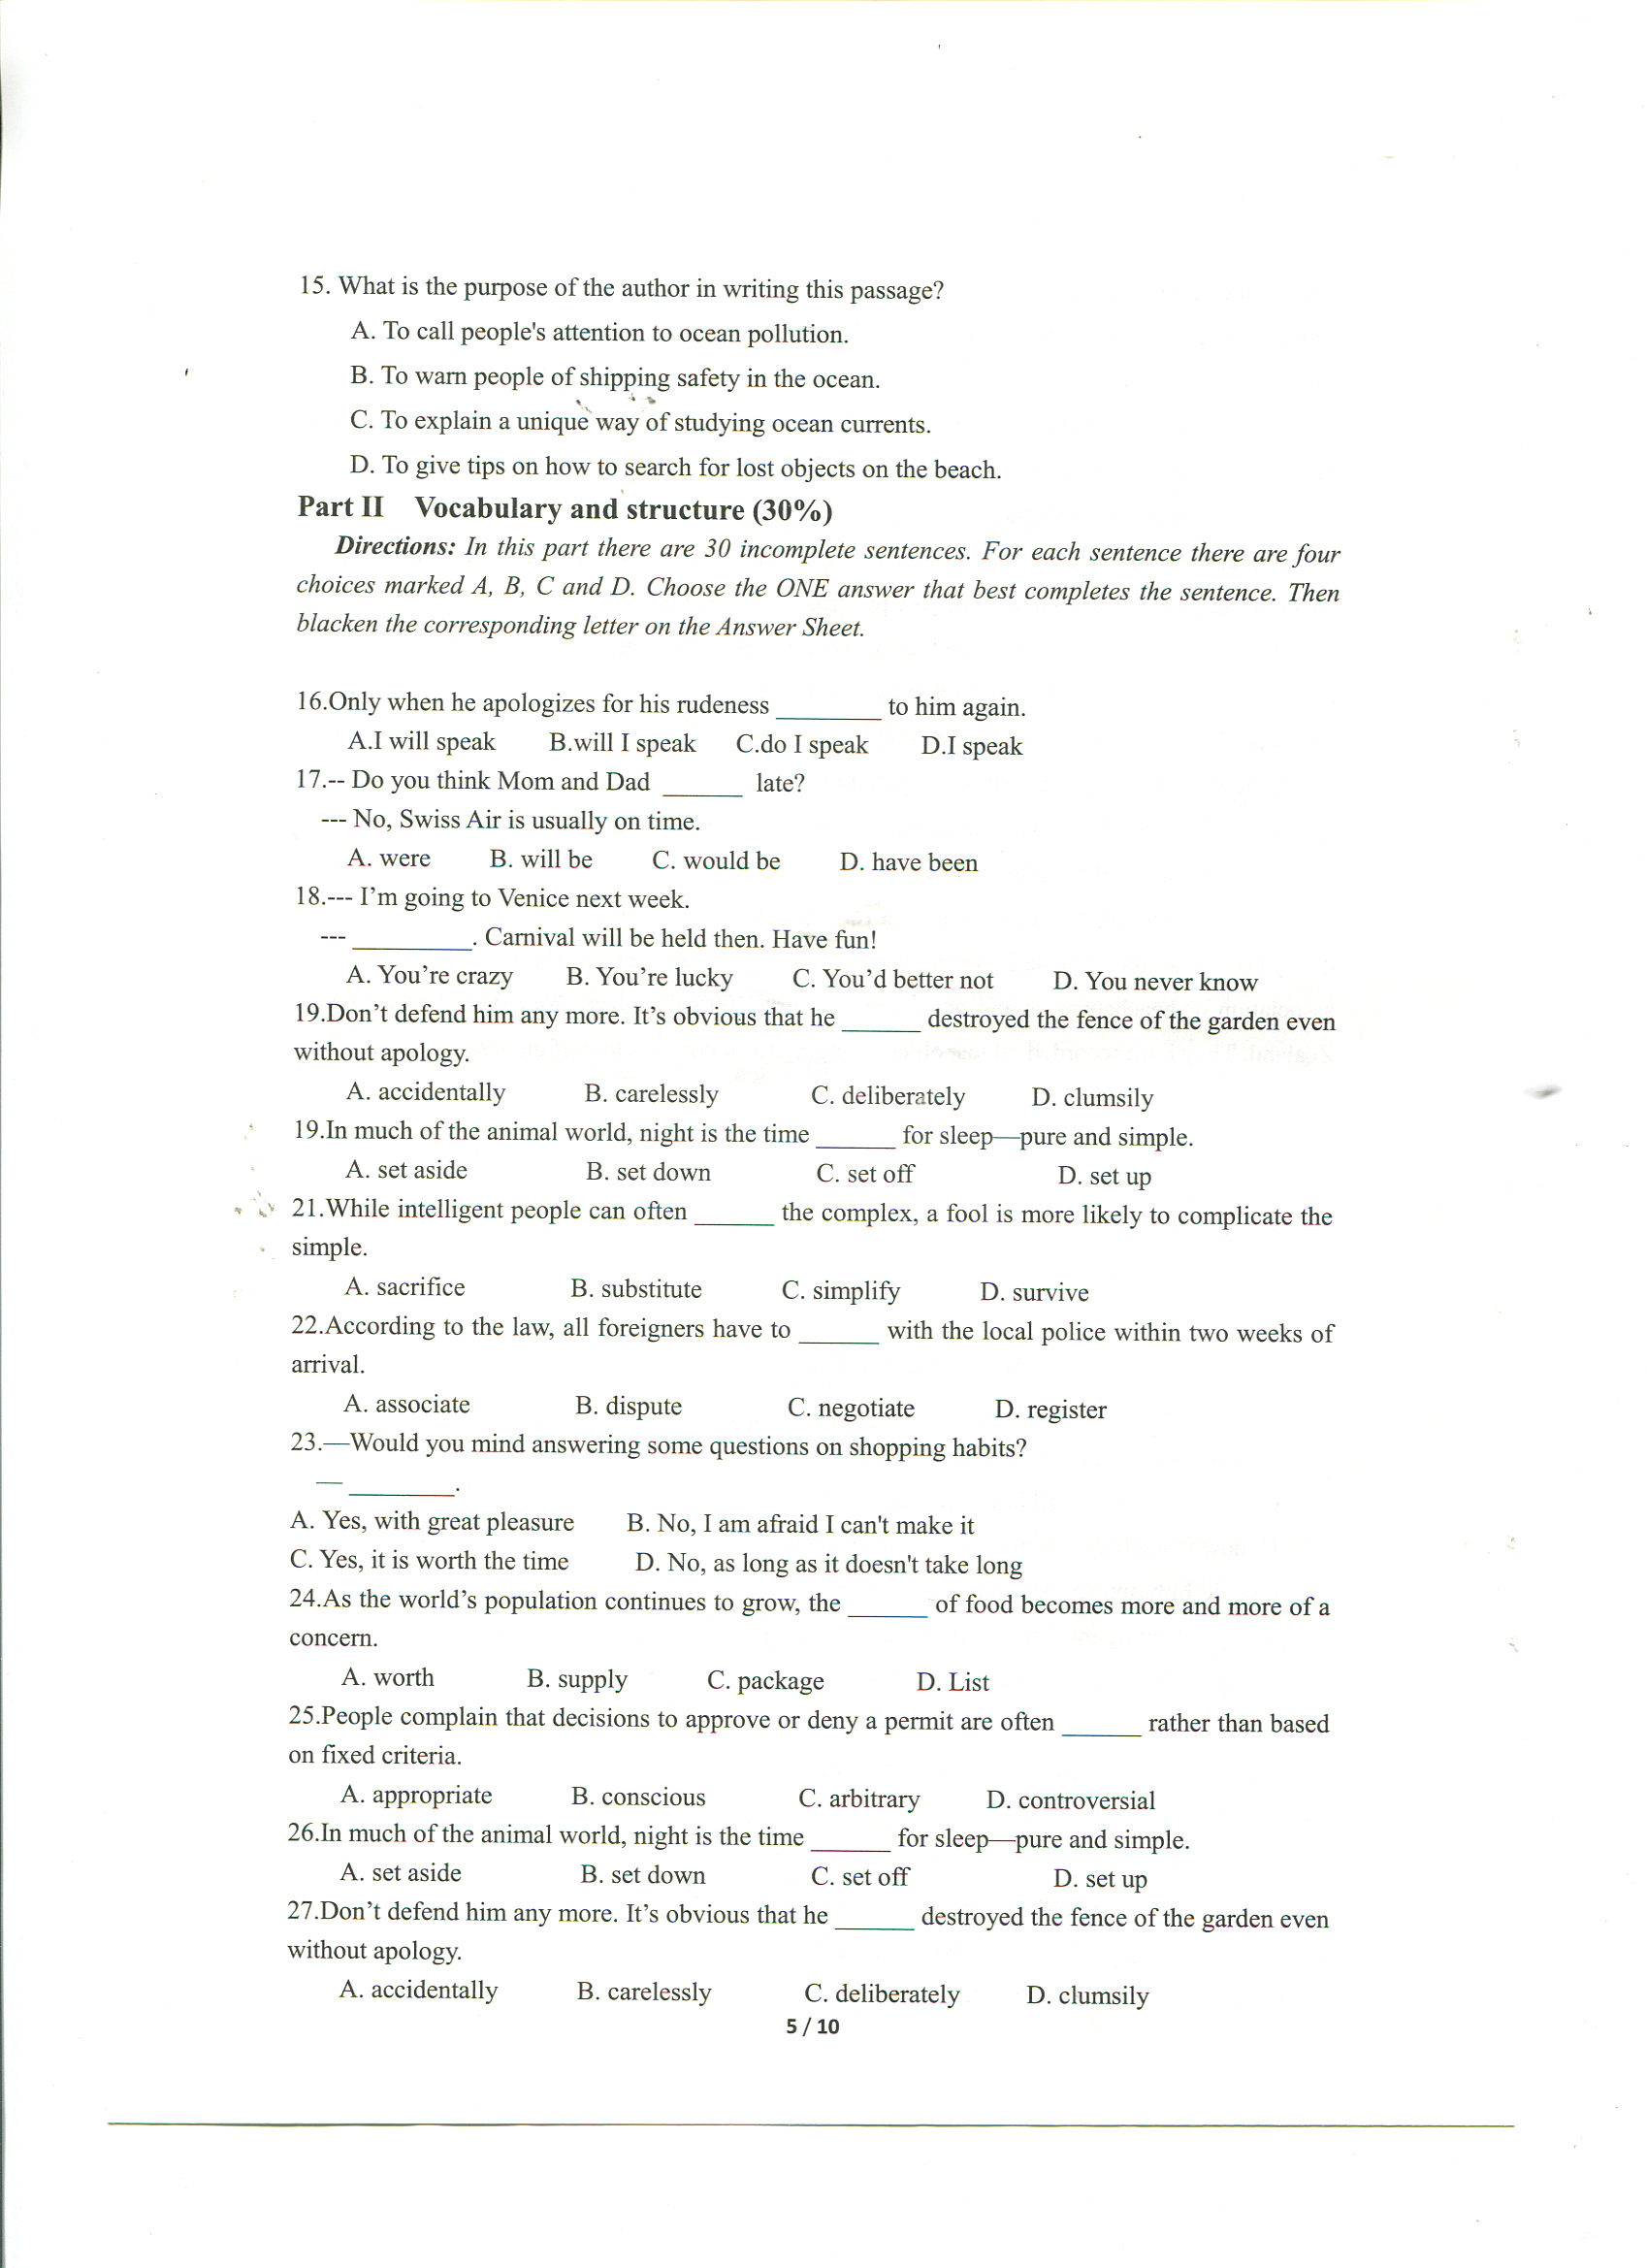 15. What is the purpose of the author in writing this passage?
A. To call people's attention to ocean pollution.
B. To warn people of shipping safety in the ocean.
C. To explain a unique way of studying ocean currents.
D. To give tips on how to search for lost objects on the beach.
Part II Vocabulary and structure (30%)
Directions: In this part there are 30 incomplete sentences. For each sentence there are four
choices marked A, B, C and D. Choose the ONE answer that best completes the sentence. Then
blacken the corresponding letter on the Answer Sheet.
16.Only when he apologizes for his rudeness ________ to him again.
A.I will speak B.will I speak C.do I speak D.I speak
17.-- Do you think Mom and Dad ______ late?
--- No, Swiss Air is usually on time.
A. were B. will be C. would be D. have been
18.--- I’m going to Venice next week.
--- _________. Carnival will be held then. Have fun!
A. You’re crazy B. You’re lucky C. You’d better not D. You never know
19.Don’t defend him any more. It’s obvious that he ______ destroyed the fence of the garden even
without apology.
A. accidentally B. carelessly C. deliberately D. clumsily
19.In much of the animal world, night is the time ______ for sleep—pure and simple.
A. set aside B. set down C. set off D. set up
21.While intelligent people can often ______ the complex, a fool is more likely to complicate the
simple.
A. sacrifice B. substitute C. simplify D. survive
22.According to the law, all foreigners have to ______ with the local police within two weeks of
arrival.
A. associate B. dispute C. negotiate D. register
23.—Would you mind answering some questions on shopping habits?
— ________.
A. Yes, with great pleasure B. No, I am afraid I can't make it
C. Yes, it is worth the time D. No, as long as it doesn't take long
24.As the world’s population continues to grow, the ______ of food becomes more and more of a
concern.
A. worth B. supply C. package D. List
25.People complain that decisions to approve or deny a permit are often ______ rather than based
on fixed criteria.
A. appropriate B. conscious C. arbitrary D. controversial
26.In much of the animal world, night is the time ______ for sleep—pure and simple.
A. set aside B. set down C. set off D. set up
27.Don’t defend him any more. It’s obvious that he ______ destroyed the fence of the garden even
without apology.
A. accidentally B. carelessly C. deliberately D. clumsily
5 / 10